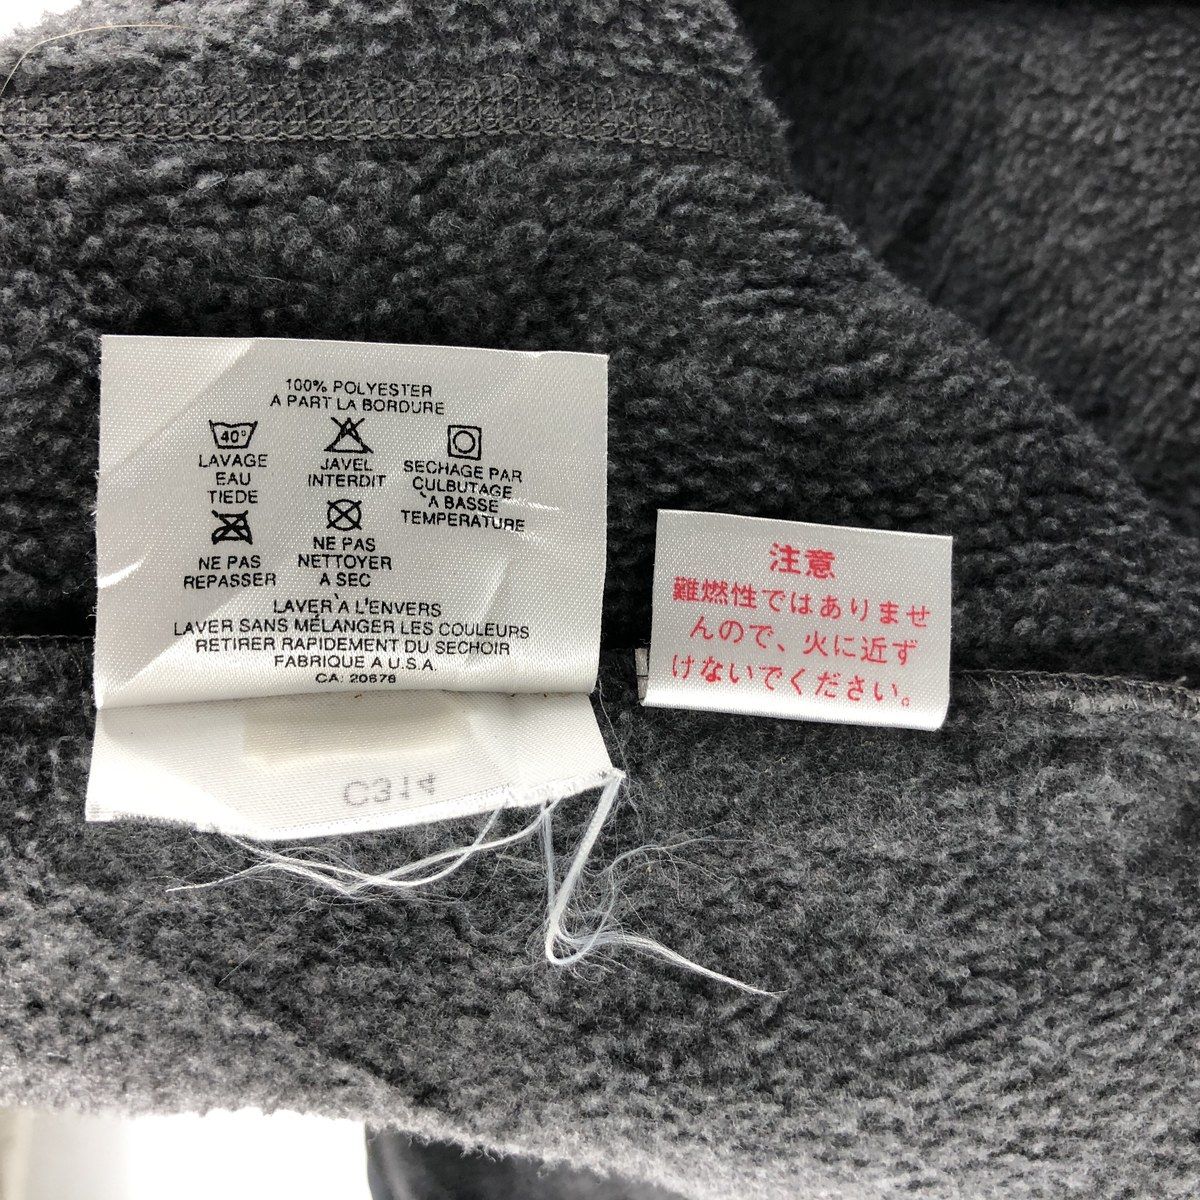 100% POLYESTER
A PART LA BORDURE
40°
LAVAGE
EAU
TIEDE
JAVEL
INTERDIT
SECHAGE PAR
CULBUTAGE
À BASSE
TEMPERATURE
NE PAS
REPASSER
NE PAS
NETTOYER
A SEC
LAVER À L'ENVERS
LAVER SANS MÉLANGER LES COULEURS
RETIRER RAPIDEMENT DU SECHOIR
FABRIQUE A U.S.A.
CA: 20678
C314
注意
難燃性ではありませ
んので、火に近ず
けないでください。